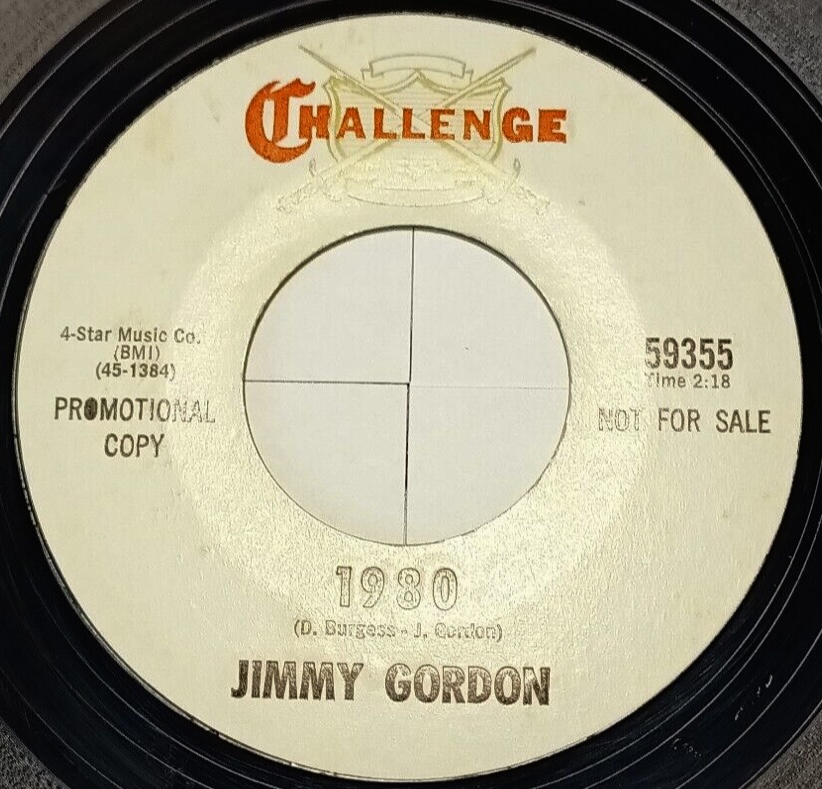 CHALLENGE
4-Star Music Co.
(BMI)
(45-1384)
PROMOTIONAL
COPY
59355
Time 2:18
NOT FOR SALE
1980
(D. Burgess - J. Gordon)
JIMMY GORDON